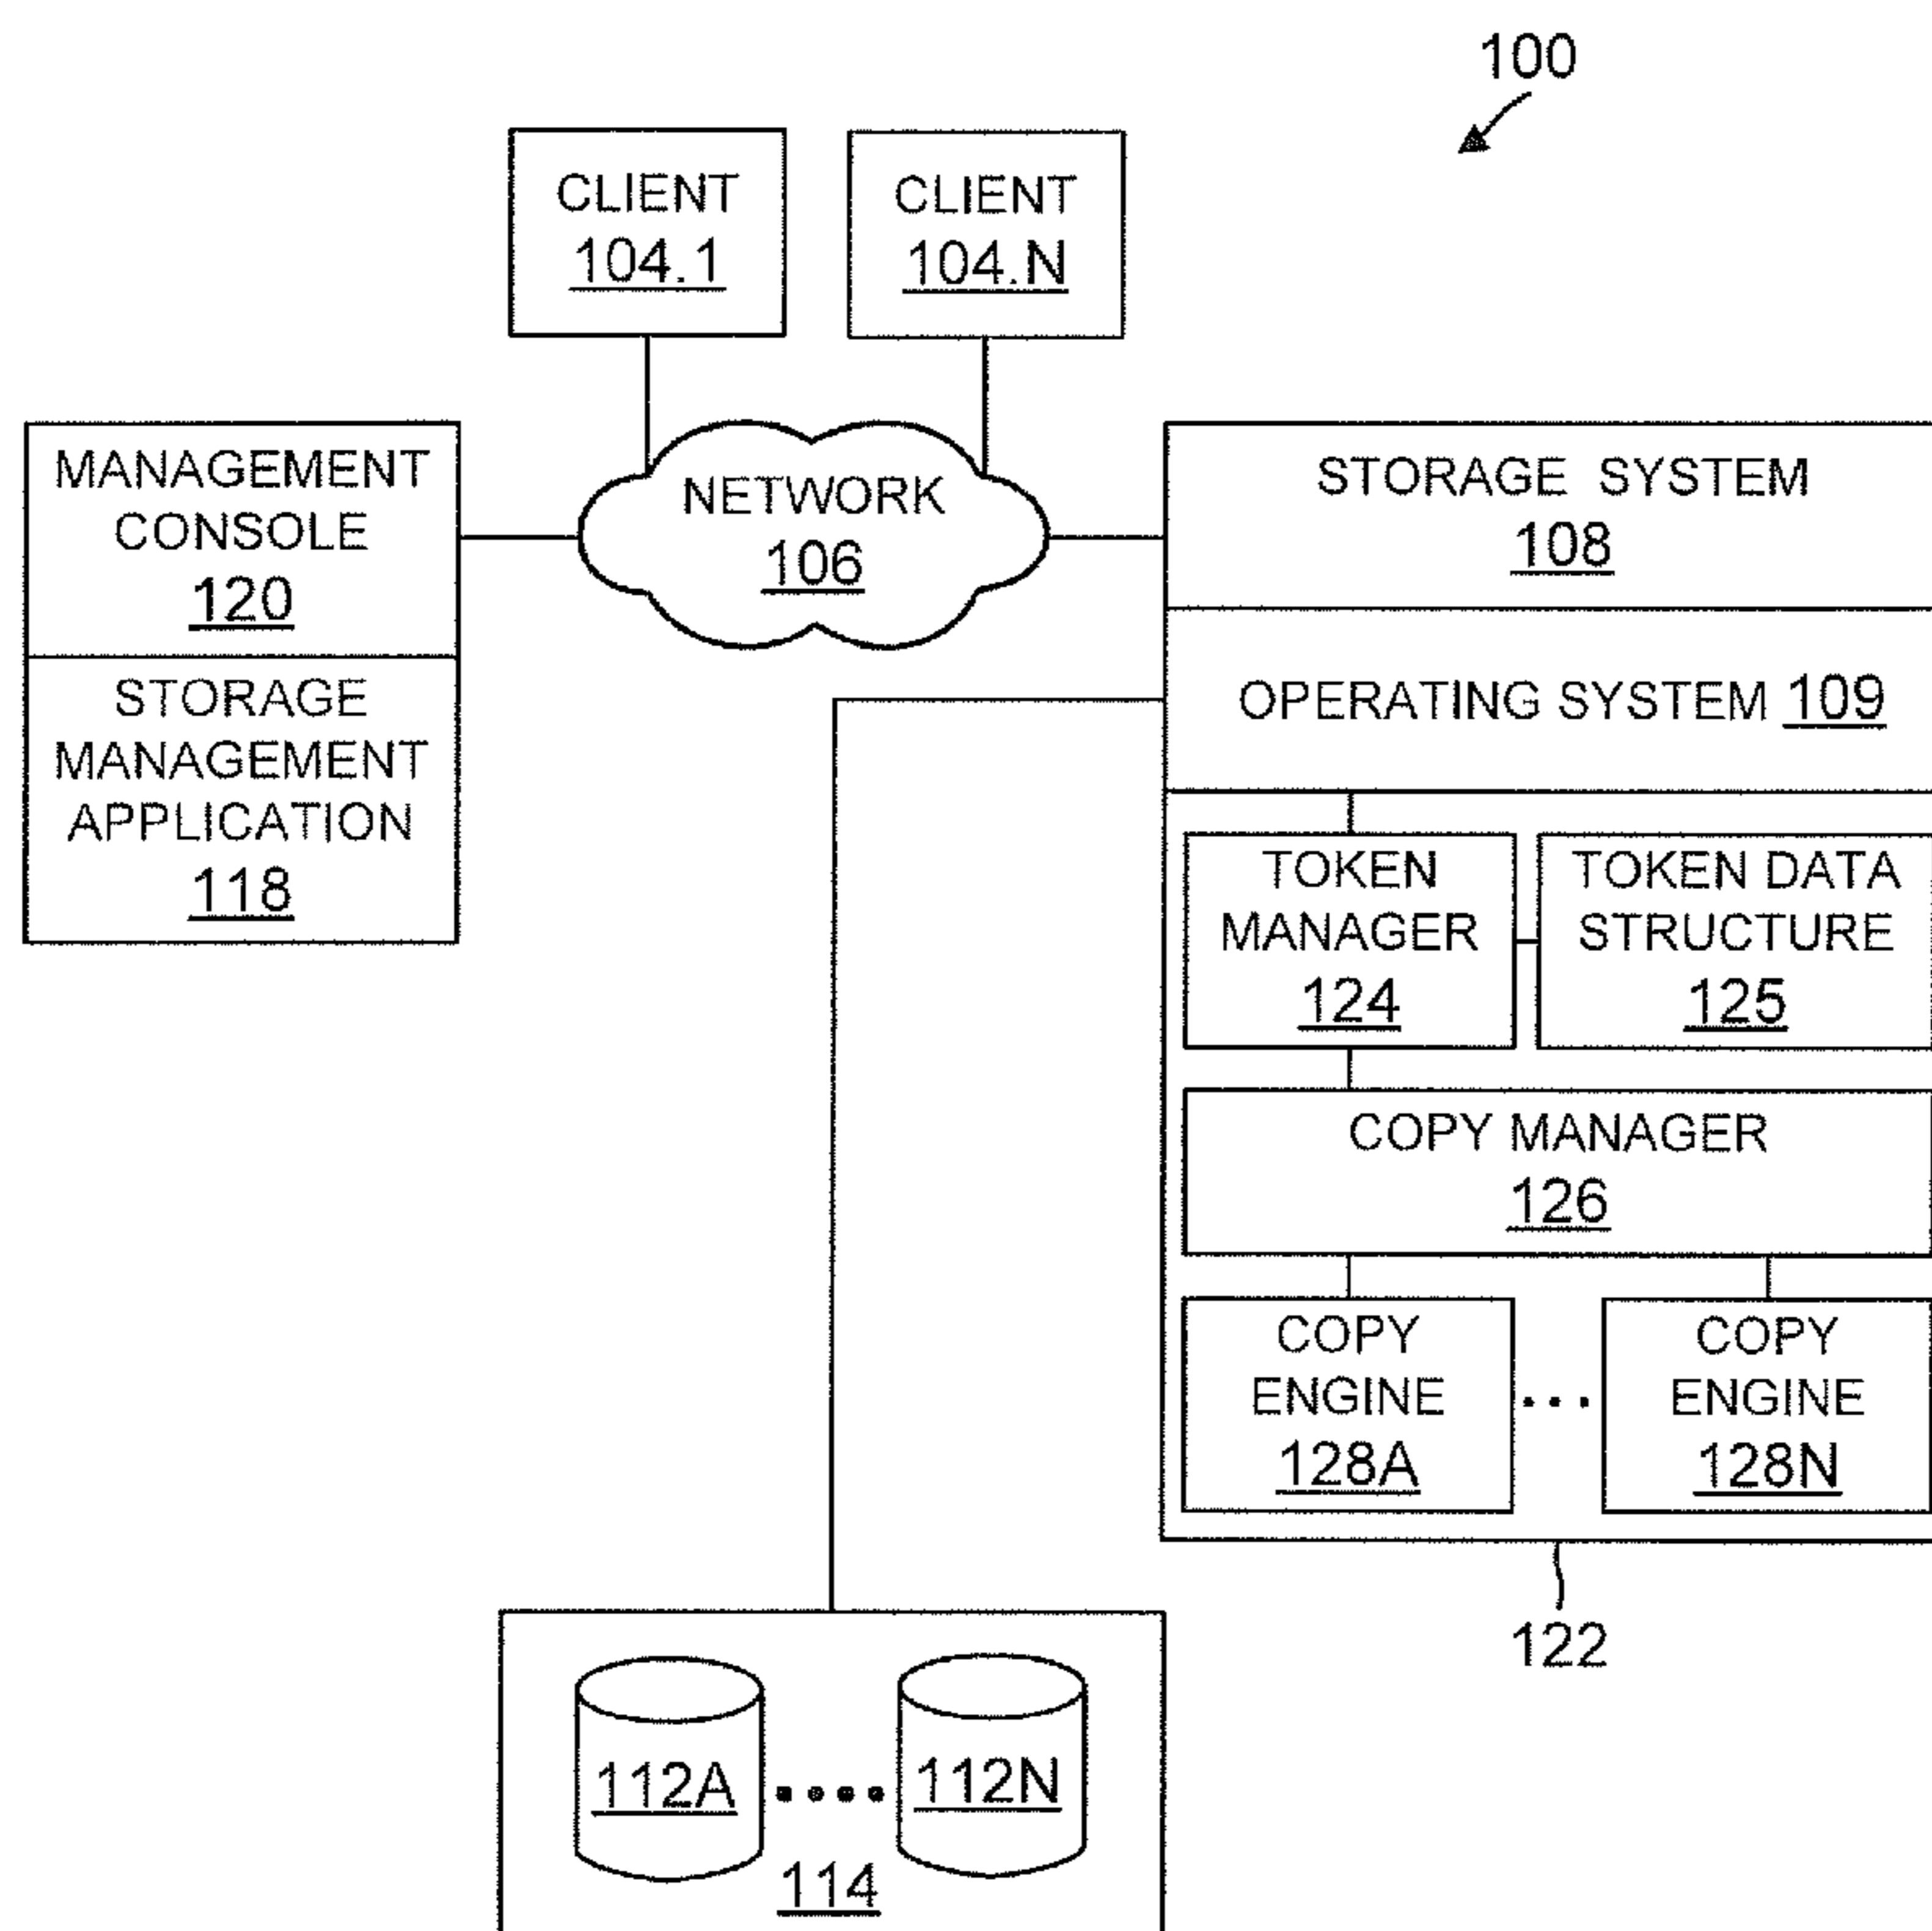 100
CLIENT
104.1
CLIENT
104.N
MANAGEMENT
CONSOLE
120
STORAGE
MANAGEMENT
APPLICATION
118
NETWORK
106
STORAGE SYSTEM
108
OPERATING SYSTEM 109
TOKEN
MANAGER
124
TOKEN DATA
STRUCTURE
125
COPY MANAGER
126
COPY
ENGINE
128A
...
COPY
ENGINE
128N
122
112A
....
112N
114